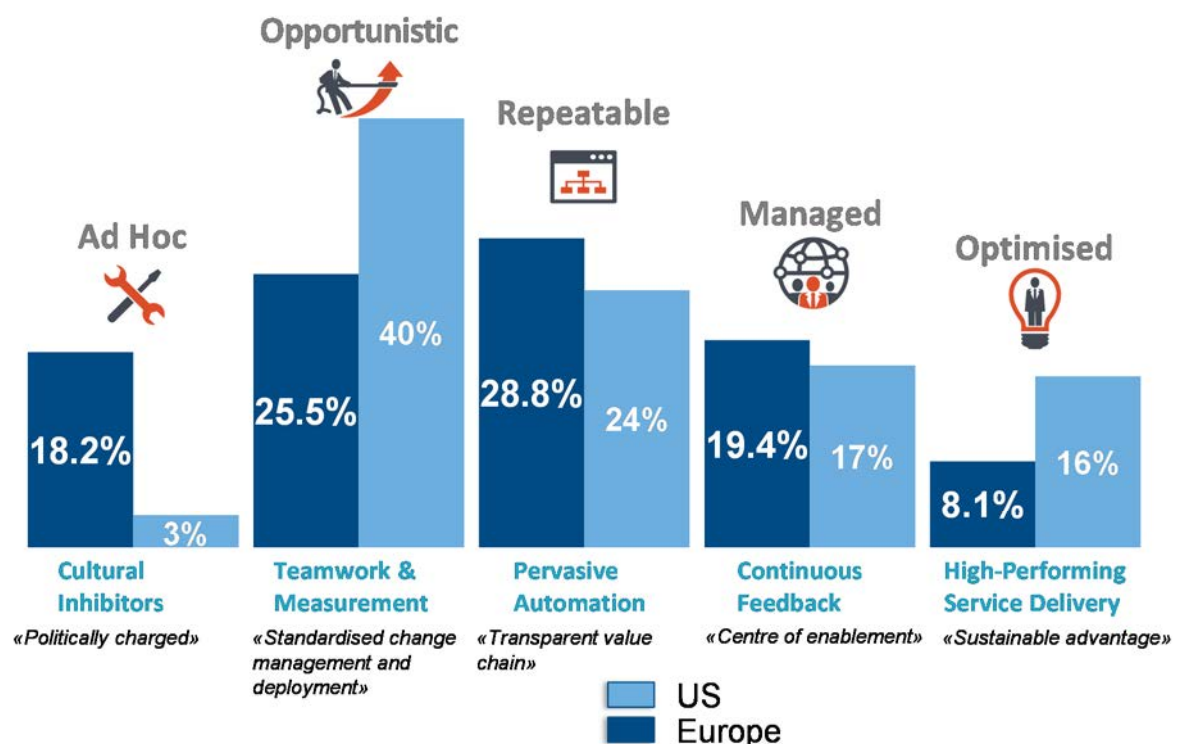 Opportunistic
Repeatable
Managed
Ad Hoc
Optimised
18.2%
3%
25.5%
40%
28.8%
24%
19.4%
17%
8.1%
16%
Cultural
Inhibitors
«Politically charged»
Teamwork &
Measurement
«Standardised change
management and
deployment»
Pervasive
Automation
«Transparent value
chain»
Continuous
Feedback
«Centre of enablement»
High-Performing
Service Delivery
«Sustainable advantage»
US
Europe